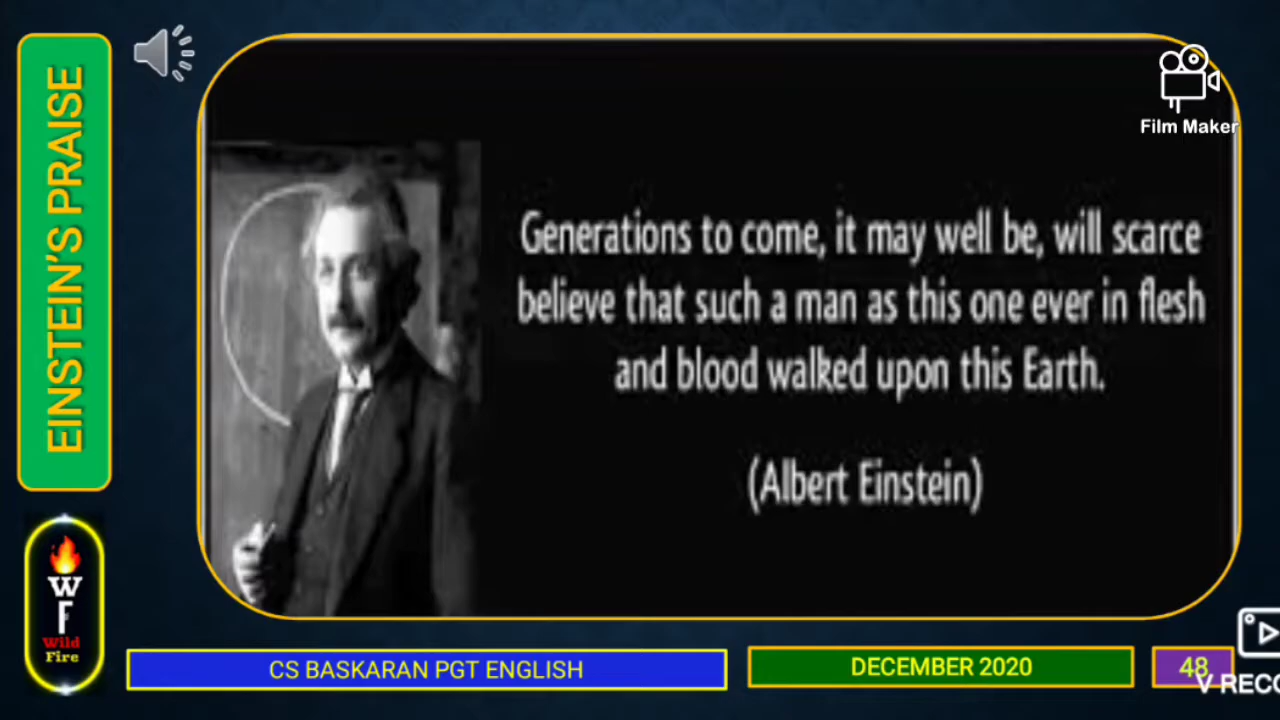 EINSTEIN'S PRAISE
Film Maker
Generations to come, it may well be, will scarce
believe that such a man as this one ever in flesh
and blood walked upon this Earth.
(Albert Einstein)
W
F
Wild
Fire
CS BASKARAN PGT ENGLISH
DECEMBER 2020
48
V RECO